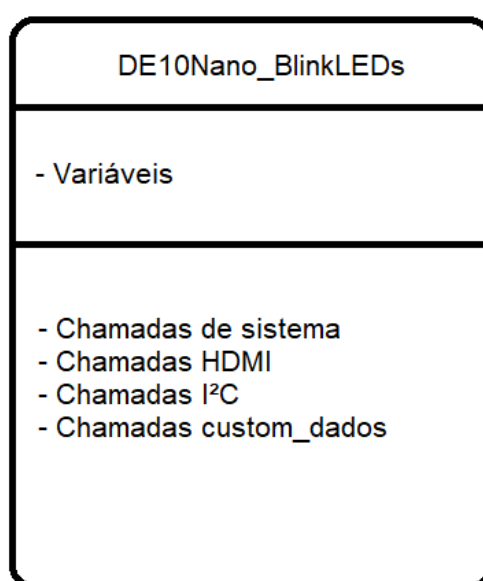 DE10Nano_BlinkLEDs
- Variáveis
- Chamadas de sistema
- Chamadas HDMI
- Chamadas I²C
- Chamadas custom_dados